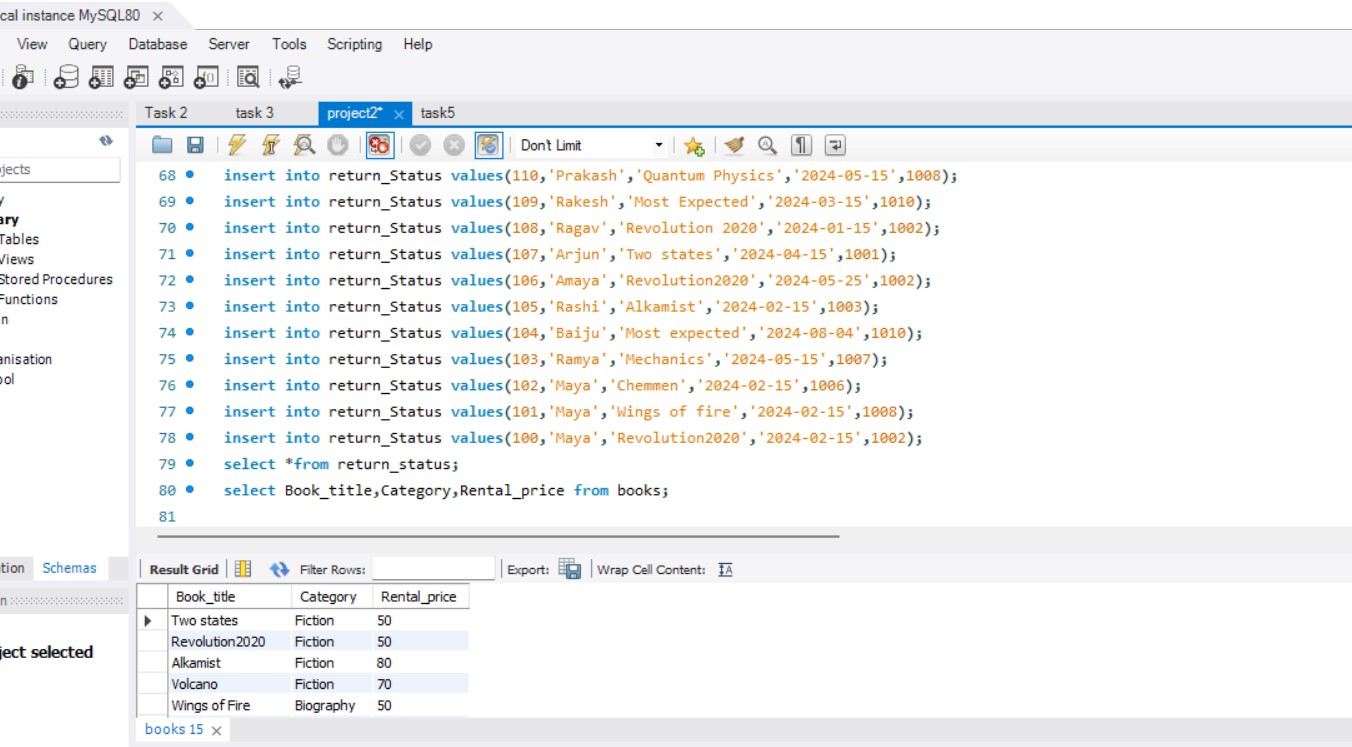 cal instance MySQL80
View Query Database Server Tools Scripting Help
Task 2 task 3 project2* task5
Don't Limit
jects
y
ary
Tables
Views
Stored Procedures
Functions
n
anisation
ool
68 insert into return_Status values(110,'Prakash','Quantum Physics','2024-05-15',1008);
69 insert into return_Status values(109,'Rakesh','Most Expected','2024-03-15',1010);
70 insert into return_Status values(108,'Ragav','Revolution 2020','2024-01-15',1002);
71 insert into return_Status values(107,'Arjun','Two states','2024-04-15',1001);
72 insert into return_Status values(106,'Amaya','Revolution2020','2024-05-25',1002);
73 insert into return_Status values(105,'Rashi','Alkamist','2024-02-15',1003);
74 insert into return_Status values(104,'Baiju','Most expected','2024-08-04',1010);
75 insert into return_Status values(103,'Ramya','Mechanics','2024-05-15',1007);
76 insert into return_Status values(102,'Maya','Chemmen','2024-02-15',1006);
77 insert into return_Status values(101,'Maya','Wings of fire','2024-02-15',1008);
78 insert into return_Status values(100,'Maya','Revolution2020','2024-02-15',1002);
79 select *from return_status;
80 select Book_title,Category,Rental_price from books;
81
tion Schemas
n
ject selected
Result Grid Filter Rows: Export: Wrap Cell Content:
Book_title Category Rental_price
Two states Fiction 50
Revolution2020 Fiction 50
Alkamist Fiction 80
Volcano Fiction 70
Wings of Fire Biography 50
books 15